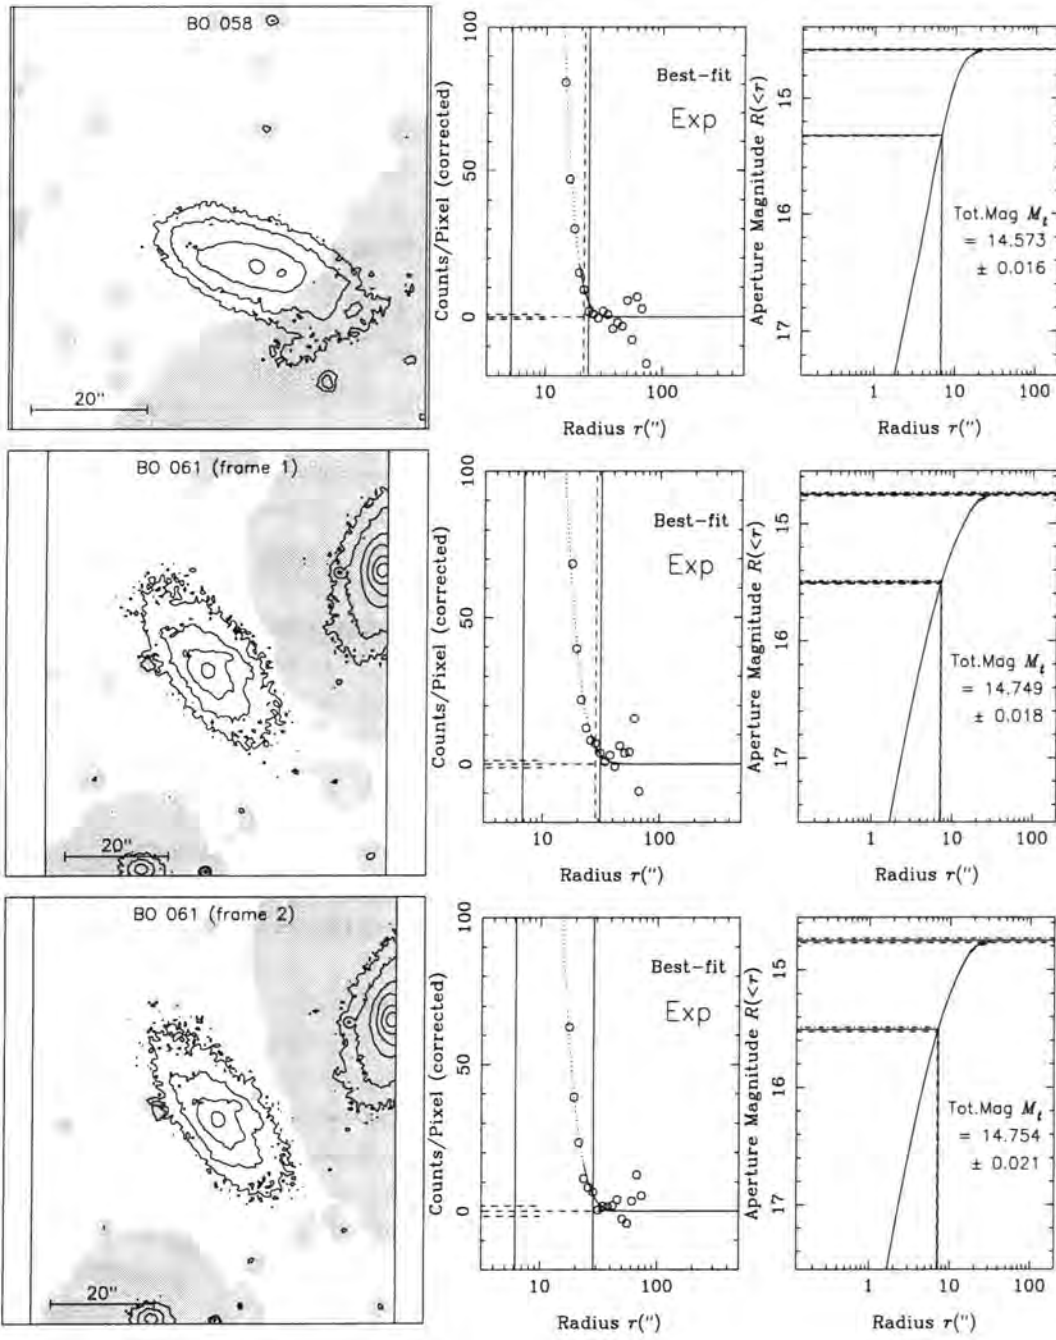 BO 058
20"
Counts/Pixel (corrected)
100
50
0
Best-fit
Exp
10
100
Radius r(")
Aperture Magnitude R(<r)
15
16
17
Tot.Mag M_t
= 14.573
± 0.016
1
10
100
Radius r(")
BO 061 (frame 1)
20"
Counts/Pixel (corrected)
100
50
0
Best-fit
Exp
10
100
Radius r(")
Aperture Magnitude R(<r)
15
16
17
Tot.Mag M_t
= 14.749
± 0.018
1
10
100
Radius r(")
BO 061 (frame 2)
20"
Counts/Pixel (corrected)
100
50
0
Best-fit
Exp
10
100
Radius r(")
Aperture Magnitude R(<r)
15
16
17
Tot.Mag M_t
= 14.754
± 0.021
1
10
100
Radius r(")